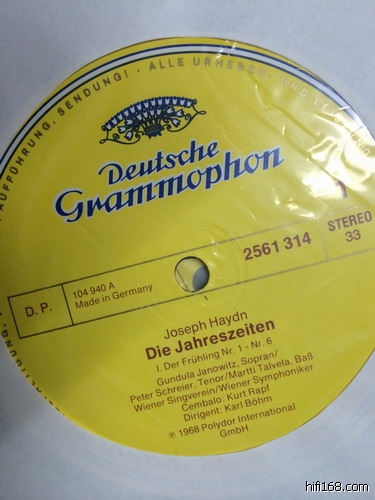 AUFFÜHRUNG, SENDUNG! · ALLE URHEBER- UND LEISTUNG
Deutsche
Grammophon
1
D. P.
104 940 A
Made in Germany
2561 314
STEREO
33
Joseph Haydn
Die Jahreszeiten
I. Der Frühling Nr. 1 - Nr. 6
Gundula Janowitz, Sopran/
Peter Schreier, Tenor/Martti Talvela, Baß
Wiener Singverein/Wiener Symphoniker
Cembalo: Kurt Rapf
Dirigent: Karl Böhm
℗ 1968 Polydor International
GmbH
hifi168.com